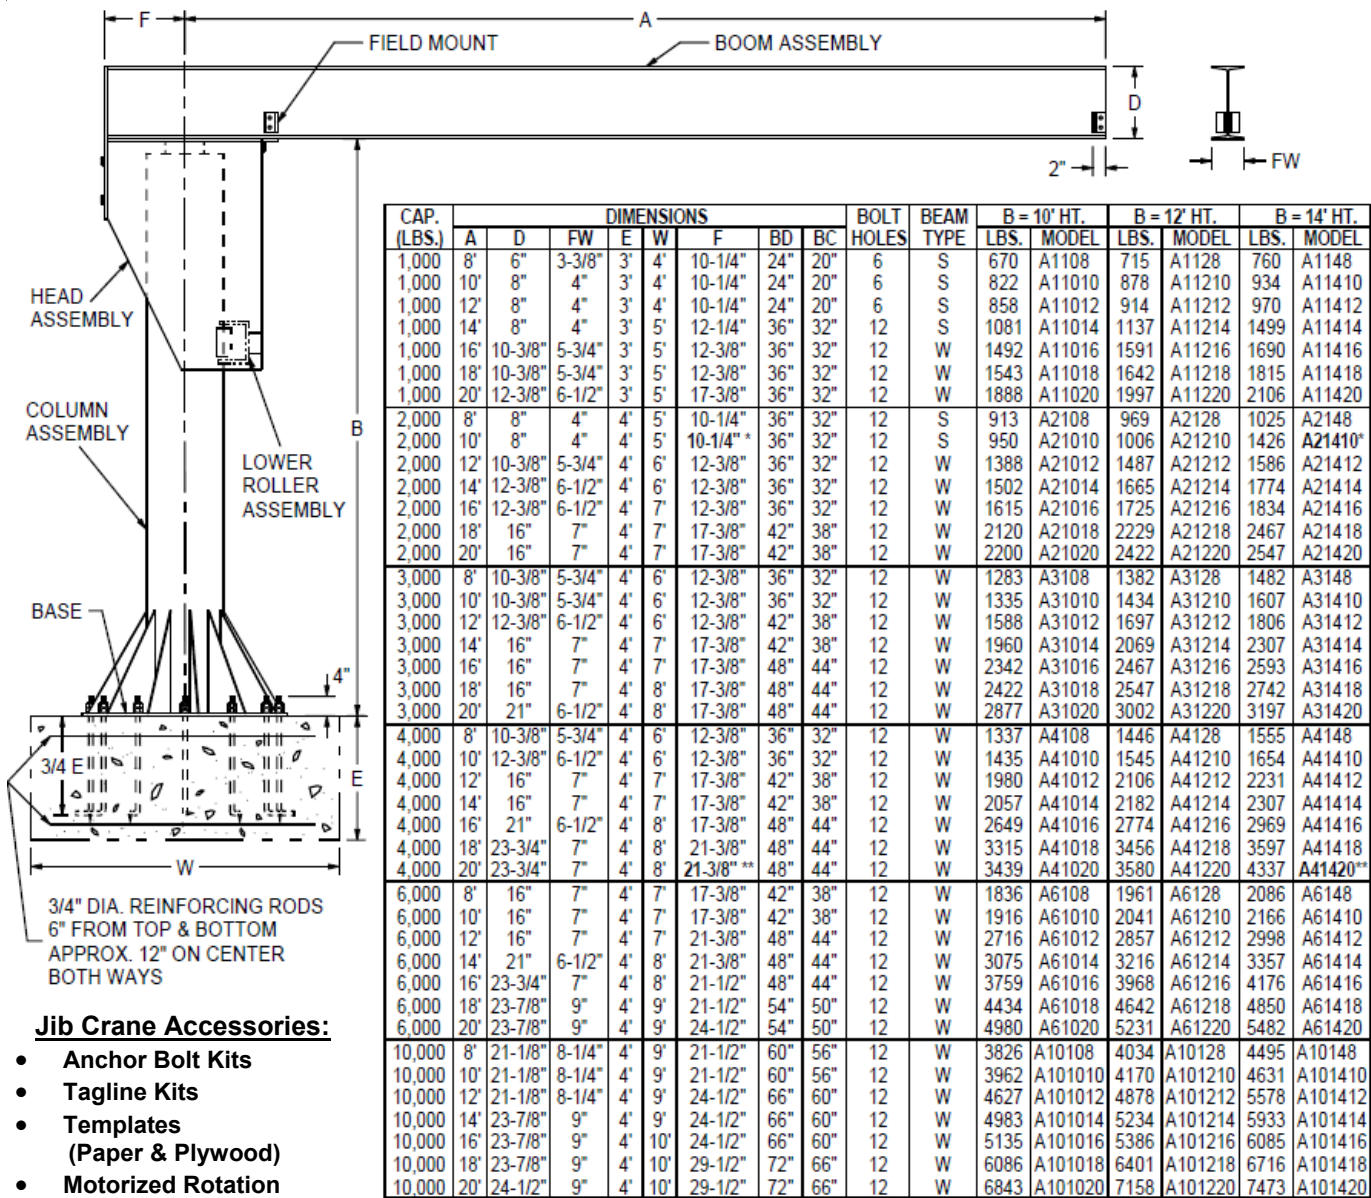 F
A
FIELD MOUNT
BOOM ASSEMBLY
D
2"
FW
HEAD
ASSEMBLY
COLUMN
ASSEMBLY
B
LOWER
ROLLER
ASSEMBLY
BASE
4"
3/4 E
E
W
3/4" DIA. REINFORCING RODS
6" FROM TOP & BOTTOM
APPROX. 12" ON CENTER
BOTH WAYS
Jib Crane Accessories:
• Anchor Bolt Kits
• Tagline Kits
• Templates
(Paper & Plywood)
• Motorized Rotation
CAP. DIMENSIONS BOLT BEAM B = 10' HT. B = 12' HT. B = 14' HT.
(LBS.) A D FW E W F BD BC HOLES TYPE LBS. MODEL LBS. MODEL LBS. MODEL
1,000 8' 6" 3-3/8" 3' 4' 10-1/4" 24" 20" 6 S 670 A1108 715 A1128 760 A1148
1,000 10' 8" 4" 3' 4' 10-1/4" 24" 20" 6 S 822 A11010 878 A11210 934 A11410
1,000 12' 8" 4" 3' 4' 10-1/4" 24" 20" 6 S 858 A11012 914 A11212 970 A11412
1,000 14' 8" 4" 3' 5' 12-1/4" 36" 32" 12 S 1081 A11014 1137 A11214 1499 A11414
1,000 16' 10-3/8" 5-3/4" 3' 5' 12-3/8" 36" 32" 12 W 1492 A11016 1591 A11216 1690 A11416
1,000 18' 10-3/8" 5-3/4" 3' 5' 12-3/8" 36" 32" 12 W 1543 A11018 1642 A11218 1815 A11418
1,000 20' 12-3/8" 6-1/2" 3' 5' 17-3/8" 36" 32" 12 W 1888 A11020 1997 A11220 2106 A11420
2,000 8' 8" 4" 4' 5' 10-1/4" 36" 32" 12 S 913 A2108 969 A2128 1025 A2148
2,000 10' 8" 4" 4' 5' 10-1/4" * 36" 32" 12 S 950 A21010 1006 A21210 1426 A21410*
2,000 12' 10-3/8" 5-3/4" 4' 6' 12-3/8" 36" 32" 12 W 1388 A21012 1487 A21212 1586 A21412
2,000 14' 12-3/8" 6-1/2" 4' 6' 12-3/8" 36" 32" 12 W 1502 A21014 1665 A21214 1774 A21414
2,000 16' 12-3/8" 6-1/2" 4' 7' 12-3/8" 36" 32" 12 W 1615 A21016 1725 A21216 1834 A21416
2,000 18' 16" 7" 4' 7' 17-3/8" 42" 38" 12 W 2120 A21018 2229 A21218 2467 A21418
2,000 20' 16" 7" 4' 7' 17-3/8" 42" 38" 12 W 2200 A21020 2422 A21220 2547 A21420
3,000 8' 10-3/8" 5-3/4" 4' 6' 12-3/8" 36" 32" 12 W 1283 A3108 1382 A3128 1482 A3148
3,000 10' 10-3/8" 5-3/4" 4' 6' 12-3/8" 36" 32" 12 W 1335 A31010 1434 A31210 1607 A31410
3,000 12' 12-3/8" 6-1/2" 4' 6' 12-3/8" 42" 38" 12 W 1588 A31012 1697 A31212 1806 A31412
3,000 14' 16" 7" 4' 7' 17-3/8" 42" 38" 12 W 1960 A31014 2069 A31214 2307 A31414
3,000 16' 16" 7" 4' 7' 17-3/8" 48" 44" 12 W 2342 A31016 2467 A31216 2593 A31416
3,000 18' 16" 7" 4' 8' 17-3/8" 48" 44" 12 W 2422 A31018 2547 A31218 2742 A31418
3,000 20' 21" 6-1/2" 4' 8' 17-3/8" 48" 44" 12 W 2877 A31020 3002 A31220 3197 A31420
4,000 8' 10-3/8" 5-3/4" 4' 6' 12-3/8" 36" 32" 12 W 1337 A4108 1446 A4128 1555 A4148
4,000 10' 12-3/8" 6-1/2" 4' 6' 12-3/8" 36" 32" 12 W 1435 A41010 1545 A41210 1654 A41410
4,000 12' 16" 7" 4' 7' 17-3/8" 42" 38" 12 W 1980 A41012 2106 A41212 2231 A41412
4,000 14' 16" 7" 4' 7' 17-3/8" 42" 38" 12 W 2057 A41014 2182 A41214 2307 A41414
4,000 16' 21" 6-1/2" 4' 8' 17-3/8" 48" 44" 12 W 2649 A41016 2774 A41216 2969 A41416
4,000 18' 23-3/4" 7" 4' 8' 21-3/8" 48" 44" 12 W 3315 A41018 3456 A41218 3597 A41418
4,000 20' 23-3/4" 7" 4' 8' 21-3/8" ** 48" 44" 12 W 3439 A41020 3580 A41220 4337 A41420**
6,000 8' 16" 7" 4' 7' 17-3/8" 42" 38" 12 W 1836 A6108 1961 A6128 2086 A6148
6,000 10' 16" 7" 4' 7' 17-3/8" 42" 38" 12 W 1916 A61010 2041 A61210 2166 A61410
6,000 12' 16" 7" 4' 7' 21-3/8" 48" 44" 12 W 2716 A61012 2857 A61212 2998 A61412
6,000 14' 21" 6-1/2" 4' 8' 21-3/8" 48" 44" 12 W 3075 A61014 3216 A61214 3357 A61414
6,000 16' 23-3/4" 7" 4' 8' 21-1/2" 48" 44" 12 W 3759 A61016 3968 A61216 4176 A61416
6,000 18' 23-7/8" 9" 4' 9' 21-1/2" 54" 50" 12 W 4434 A61018 4642 A61218 4850 A61418
6,000 20' 23-7/8" 9" 4' 9' 24-1/2" 54" 50" 12 W 4980 A61020 5231 A61220 5482 A61420
10,000 8' 21-1/8" 8-1/4" 4' 9' 21-1/2" 60" 56" 12 W 3826 A10108 4034 A10128 4495 A10148
10,000 10' 21-1/8" 8-1/4" 4' 9' 21-1/2" 60" 56" 12 W 3962 A101010 4170 A101210 4631 A101410
10,000 12' 21-1/8" 8-1/4" 4' 9' 24-1/2" 66" 60" 12 W 4627 A101012 4878 A101212 5578 A101412
10,000 14' 23-7/8" 9" 4' 9' 24-1/2" 66" 60" 12 W 4983 A101014 5234 A101214 5933 A101414
10,000 16' 23-7/8" 9" 4' 10' 24-1/2" 66" 60" 12 W 5135 A101016 5386 A101216 6085 A101416
10,000 18' 23-7/8" 9" 4' 10' 29-1/2" 72" 66" 12 W 6086 A101018 6401 A101218 6716 A101418
10,000 20' 24-1/2" 9" 4' 10' 29-1/2" 72" 66" 12 W 6843 A101020 7158 A101220 7473 A101420